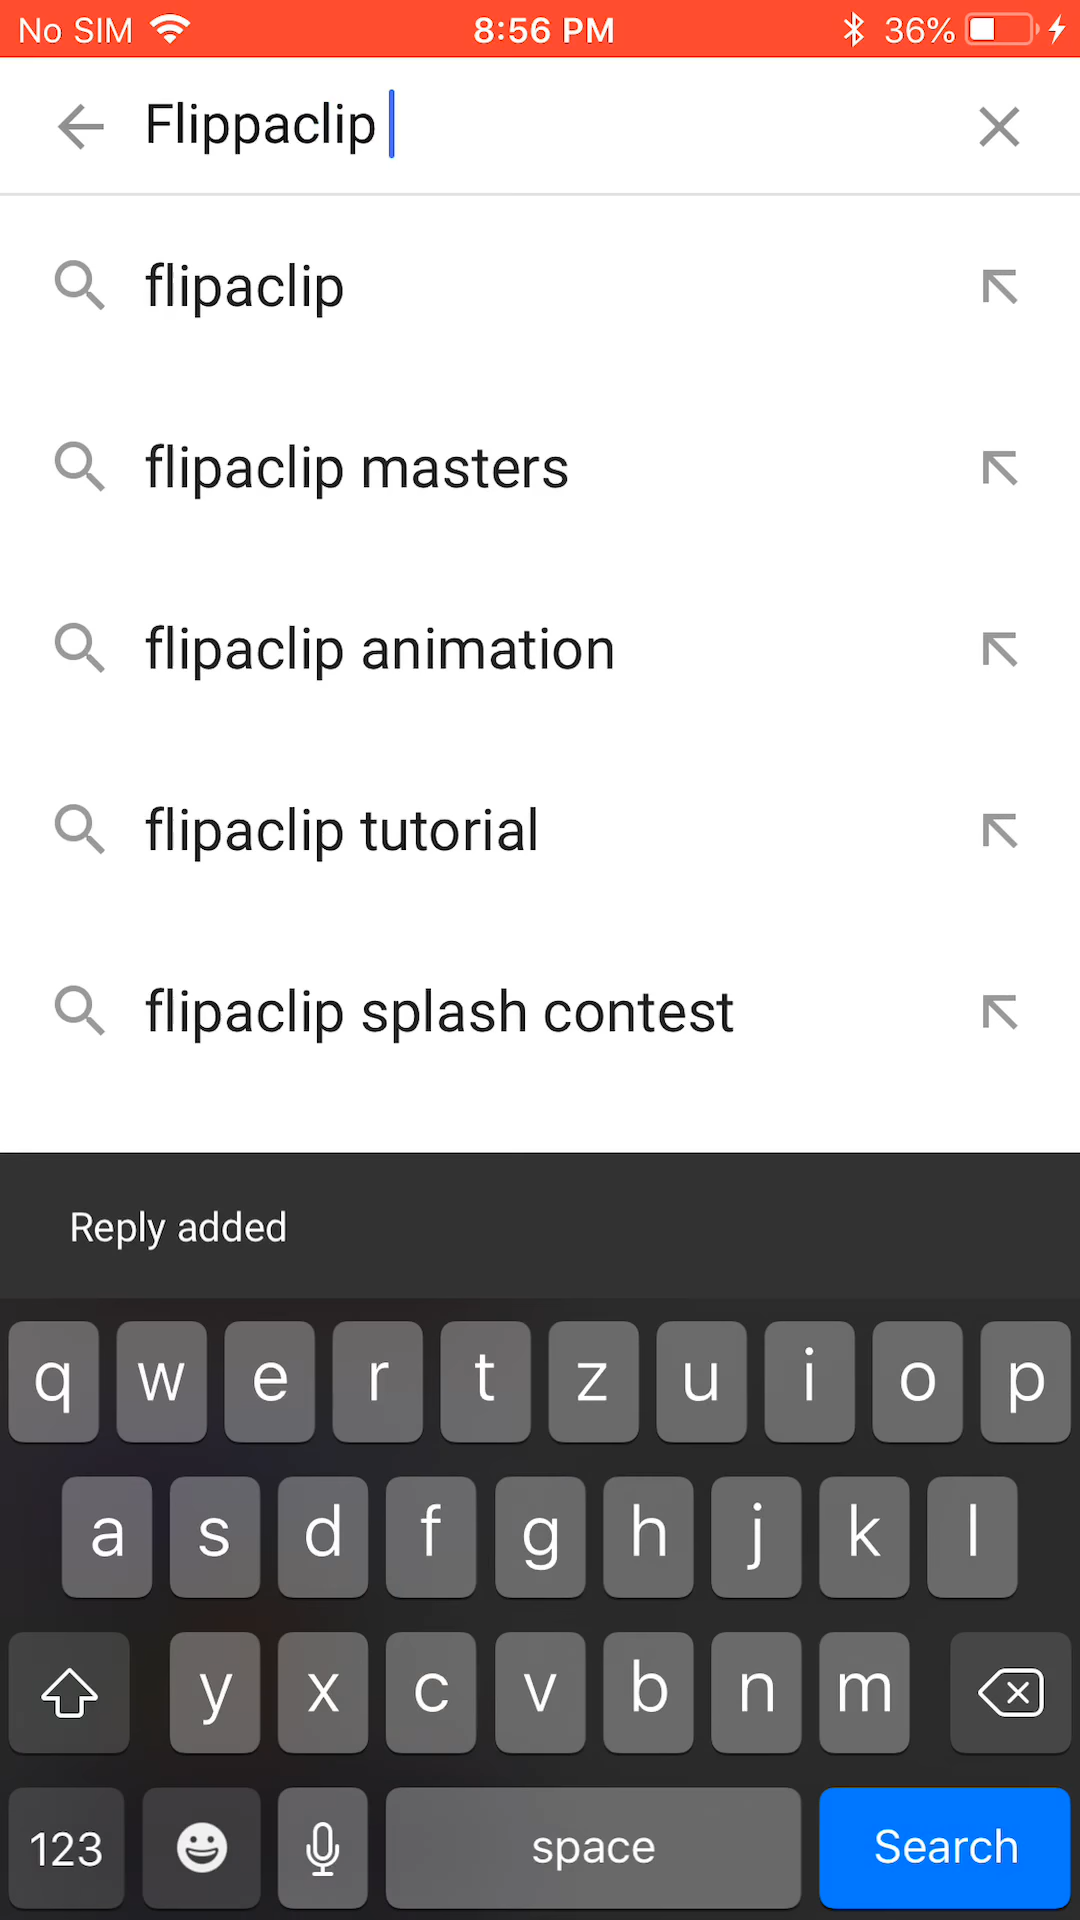 No SIM 8:56 PM 36%
Flippaclip
flipaclip
flipaclip masters
flipaclip animation
flipaclip tutorial
flipaclip splash contest
Reply added
q w e r t z u i o p
a s d f g h j k l
y x c v b n m
123 space Search